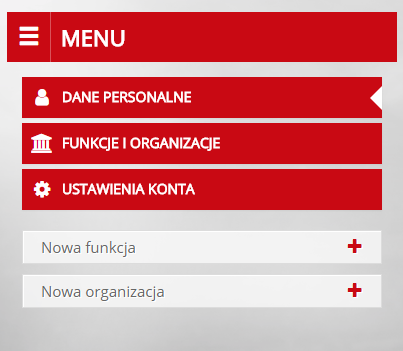 MENU
DANE PERSONALNE
FUNKCJE I ORGANIZACJE
USTAWIENIA KONTA
Nowa funkcja
Nowa organizacja